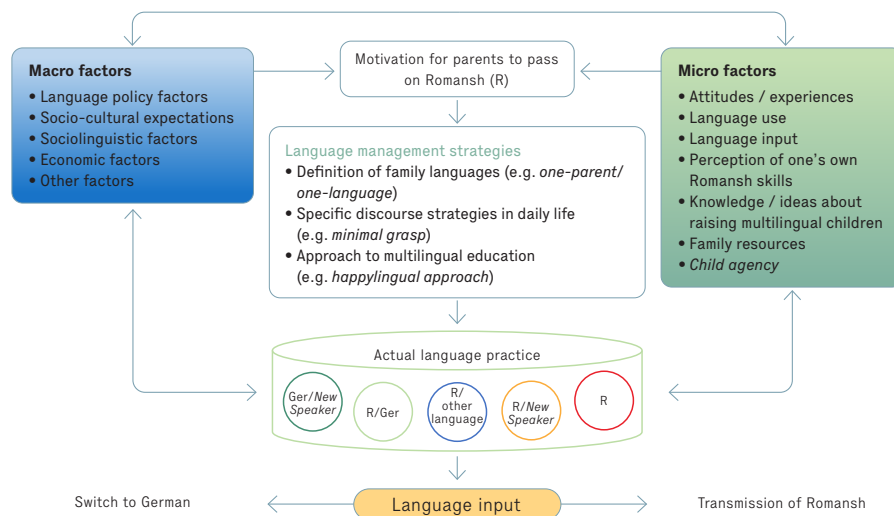 Macro factors
• Language policy factors
• Socio-cultural expectations
• Sociolinguistic factors
• Economic factors
• Other factors
Motivation for parents to pass
on Romansh (R)
Micro factors
• Attitudes / experiences
• Language use
• Language input
• Perception of one's own
Romansh skills
• Knowledge / ideas about
raising multilingual children
• Family resources
• Child agency
Language management strategies
• Definition of family languages (e.g. one-parent/
one-language)
• Specific discourse strategies in daily life
(e.g. minimal grasp)
• Approach to multilingual education
(e.g. happylingual approach)
Actual language practice
Ger/New
Speaker
R/Ger
R/
other
language
R/New
Speaker
R
Switch to German
Language input
Transmission of Romansh